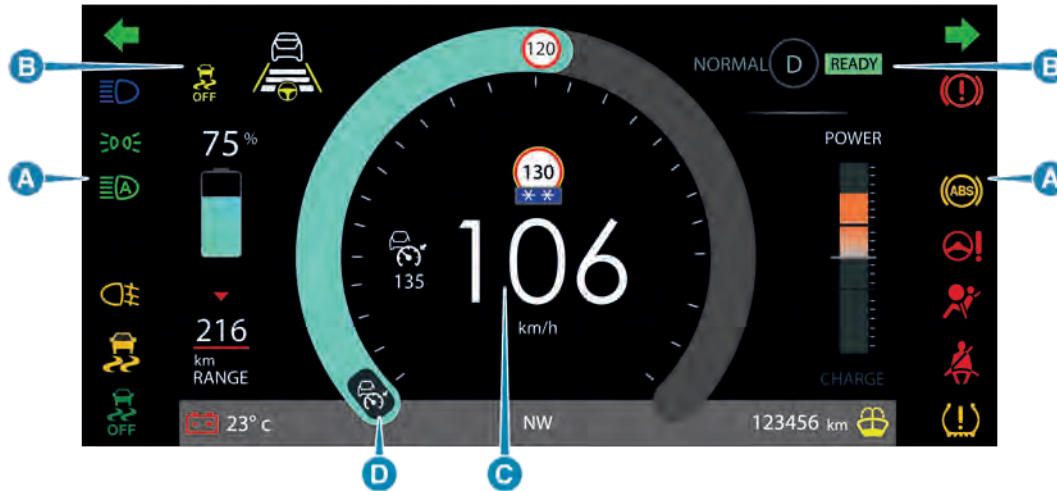 120
B
OFF
NORMAL D READY
B
75 %
130
POWER
A
A
A
ABS
135
106
km/h
216
km
RANGE
CHARGE
OFF
23° c
NW
123456 km
D
C